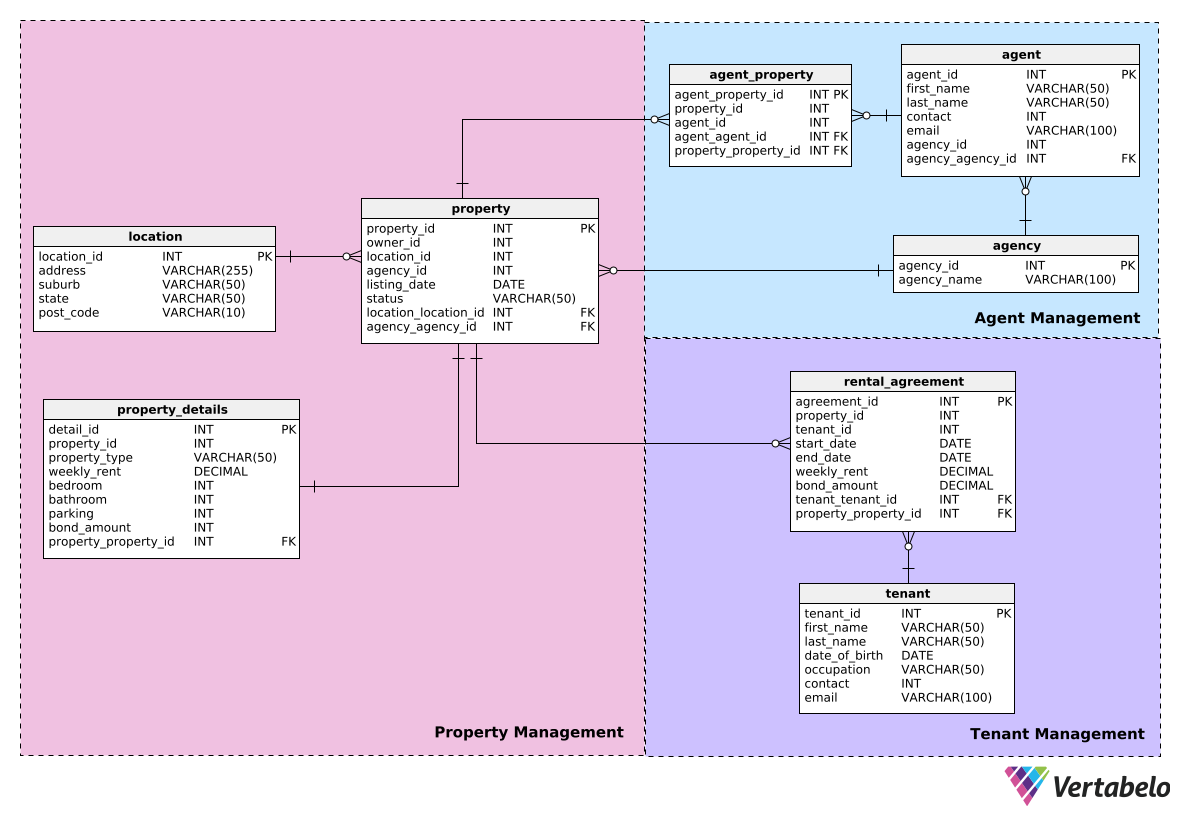 agent_property
agent_property_id INT PK
property_id INT
agent_id INT
agent_agent_id INT FK
property_property_id INT FK
agent
agent_id INT PK
first_name VARCHAR(50)
last_name VARCHAR(50)
contact INT
email VARCHAR(100)
agency_id INT
agency_agency_id INT FK
location
location_id INT PK
address VARCHAR(255)
suburb VARCHAR(50)
state VARCHAR(50)
post_code VARCHAR(10)
property
property_id INT PK
owner_id INT
location_id INT
agency_id INT
listing_date DATE
status VARCHAR(50)
location_location_id INT FK
agency_agency_id INT FK
agency
agency_id INT PK
agency_name VARCHAR(100)
Agent Management
property_details
detail_id INT PK
property_id INT
property_type VARCHAR(50)
weekly_rent DECIMAL
bedroom INT
bathroom INT
parking INT
bond_amount INT
property_property_id INT FK
rental_agreement
agreement_id INT PK
property_id INT
tenant_id INT
start_date DATE
end_date DATE
weekly_rent DECIMAL
bond_amount DECIMAL
tenant_tenant_id INT FK
property_property_id INT FK
tenant
tenant_id INT PK
first_name VARCHAR(50)
last_name VARCHAR(50)
date_of_birth DATE
occupation VARCHAR(50)
contact INT
email VARCHAR(100)
Property Management
Tenant Management
Vertabelo